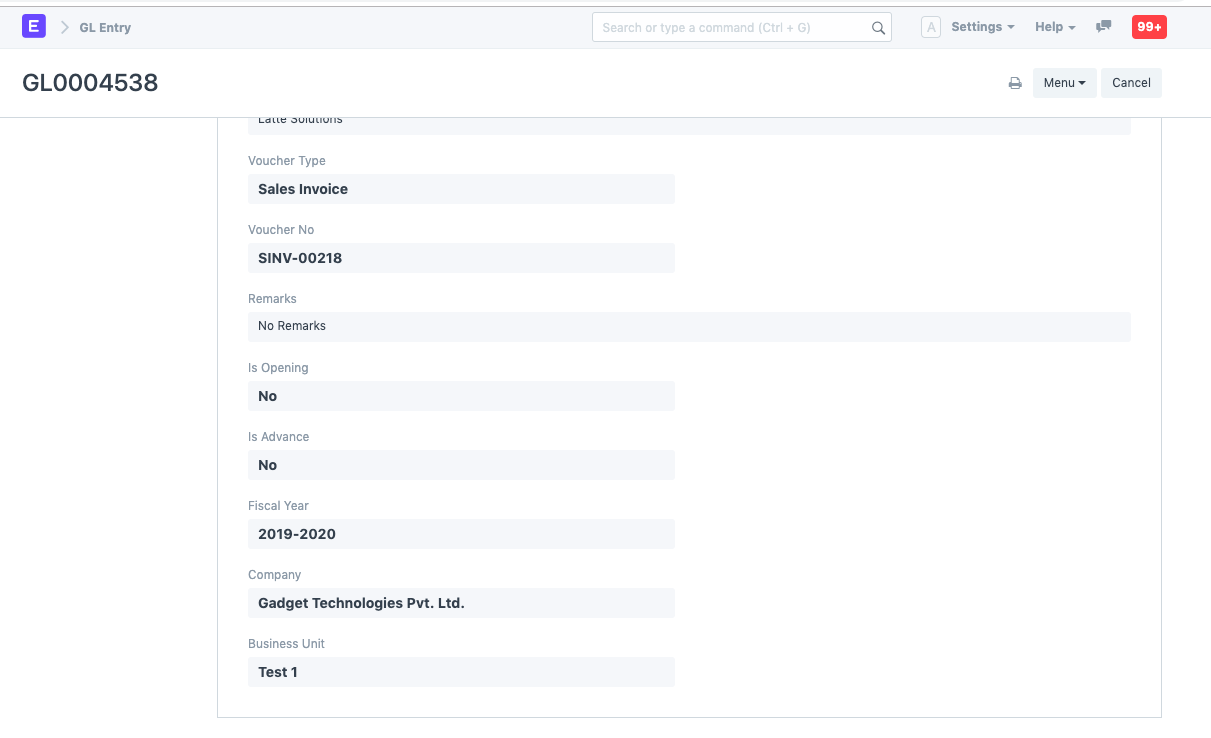 E GL Entry Search or type a command (Ctrl + G) A Settings Help 99+
GL0004538 Menu Cancel
Latte Solutions
Voucher Type
Sales Invoice
Voucher No
SINV-00218
Remarks
No Remarks
Is Opening
No
Is Advance
No
Fiscal Year
2019-2020
Company
Gadget Technologies Pvt. Ltd.
Business Unit
Test 1